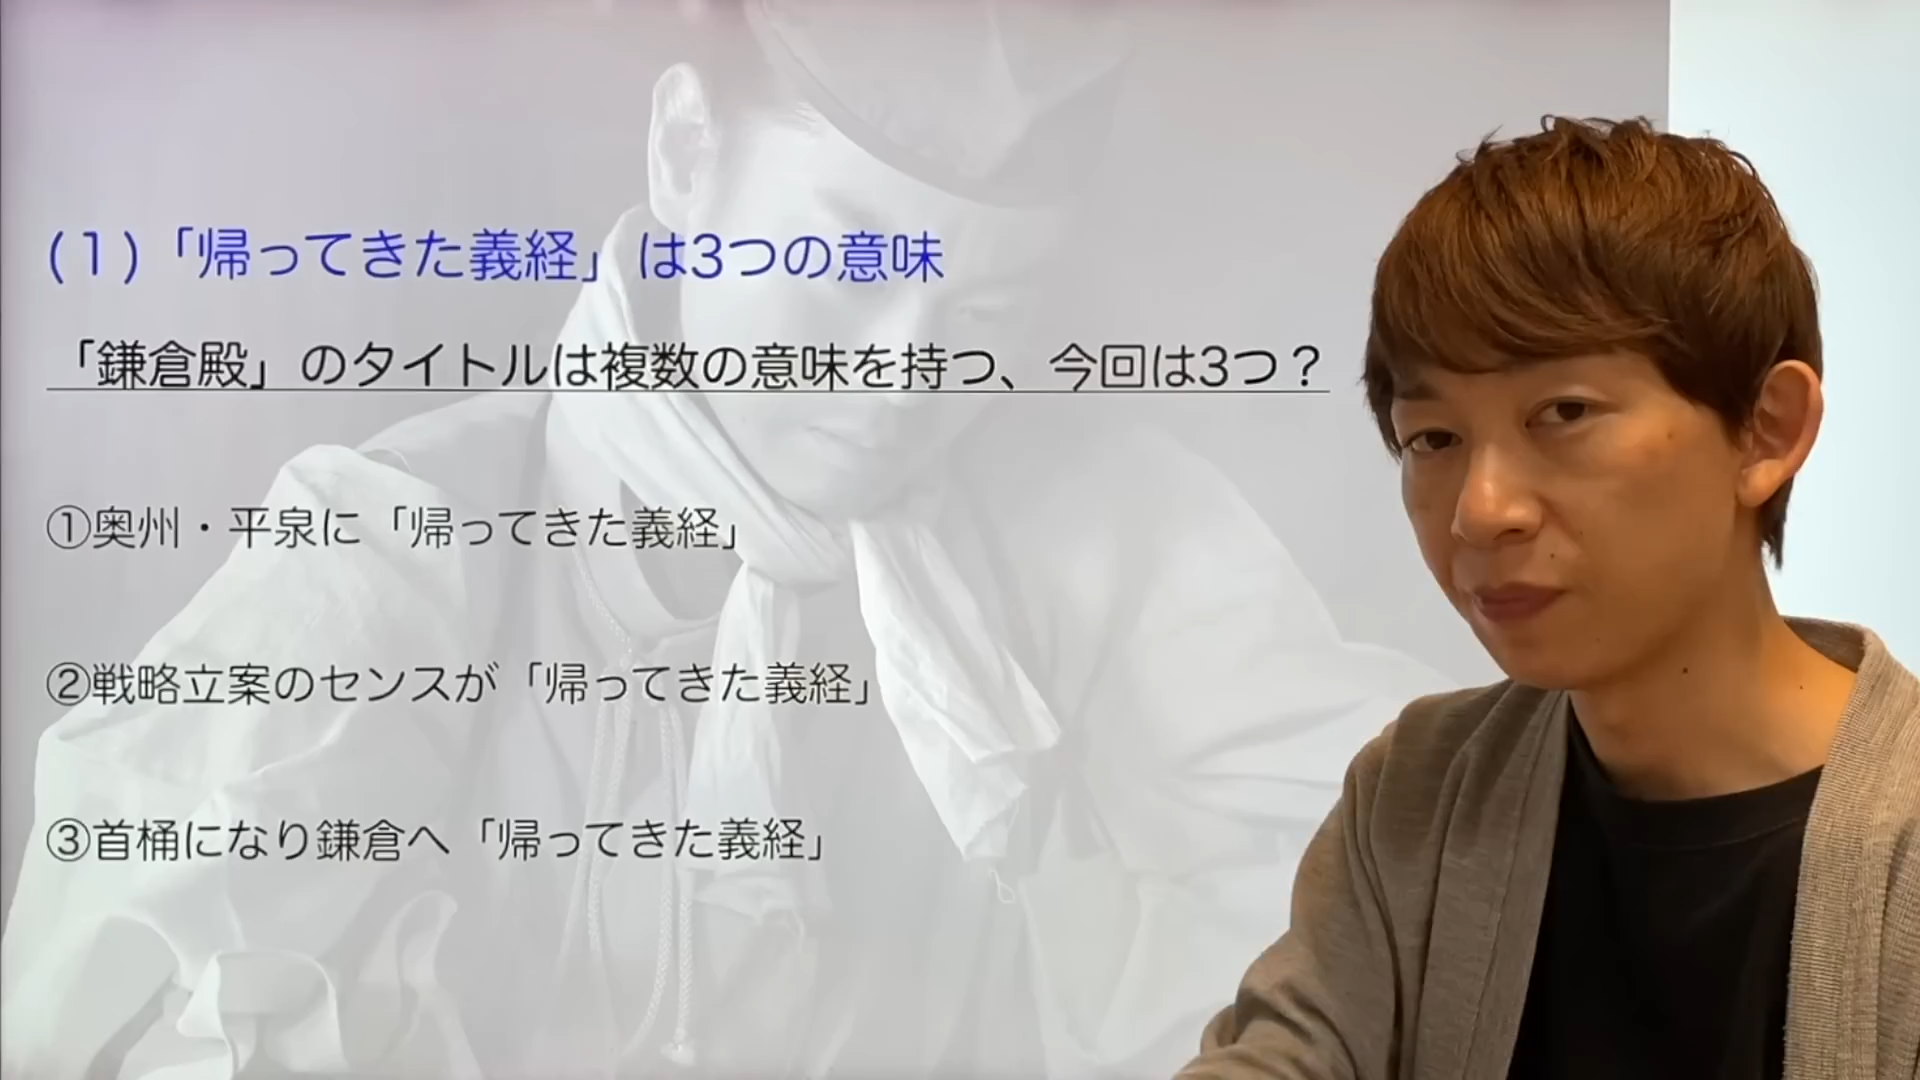 (１)「帰ってきた義経」は3つの意味
「鎌倉殿」のタイトルは複数の意味を持つ、今回は3つ？
①奥州・平泉に「帰ってきた義経」
②戦略立案のセンスが「帰ってきた義経」
③首桶になり鎌倉へ「帰ってきた義経」